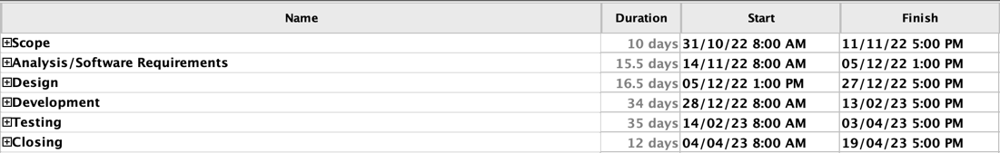 Name Duration Start Finish
Scope 10 days 31/10/22 8:00 AM 11/11/22 5:00 PM
Analysis/Software Requirements 15.5 days 14/11/22 8:00 AM 05/12/22 1:00 PM
Design 16.5 days 05/12/22 1:00 PM 27/12/22 5:00 PM
Development 34 days 28/12/22 8:00 AM 13/02/23 5:00 PM
Testing 35 days 14/02/23 8:00 AM 03/04/23 5:00 PM
Closing 12 days 04/04/23 8:00 AM 19/04/23 5:00 PM